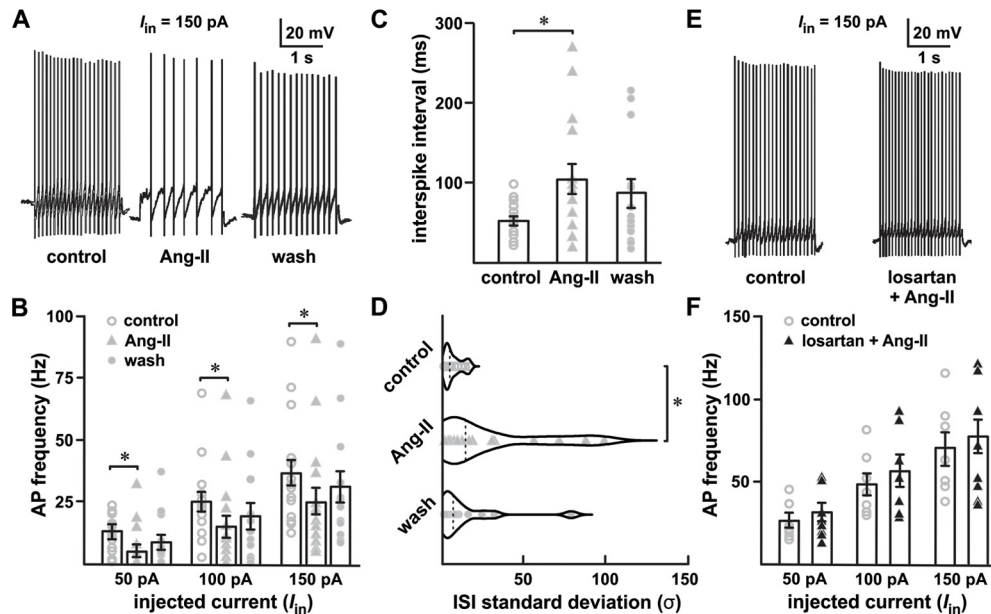 A
I_in = 150 pA
20 mV
1 s
control
Ang-II
wash
B
AP frequency (Hz)
100
75
50
25
control
Ang-II
wash
*
*
*
50 pA
100 pA
150 pA
injected current (I_in)
C
interspike interval (ms)
300
200
100
*
control
Ang-II
wash
D
control
Ang-II
wash
*
50
100
150
ISI standard deviation (σ)
E
I_in = 150 pA
20 mV
1 s
control
losartan
+ Ang-II
F
AP frequency (Hz)
150
100
50
control
losartan + Ang-II
50 pA
100 pA
150 pA
injected current (I_in)